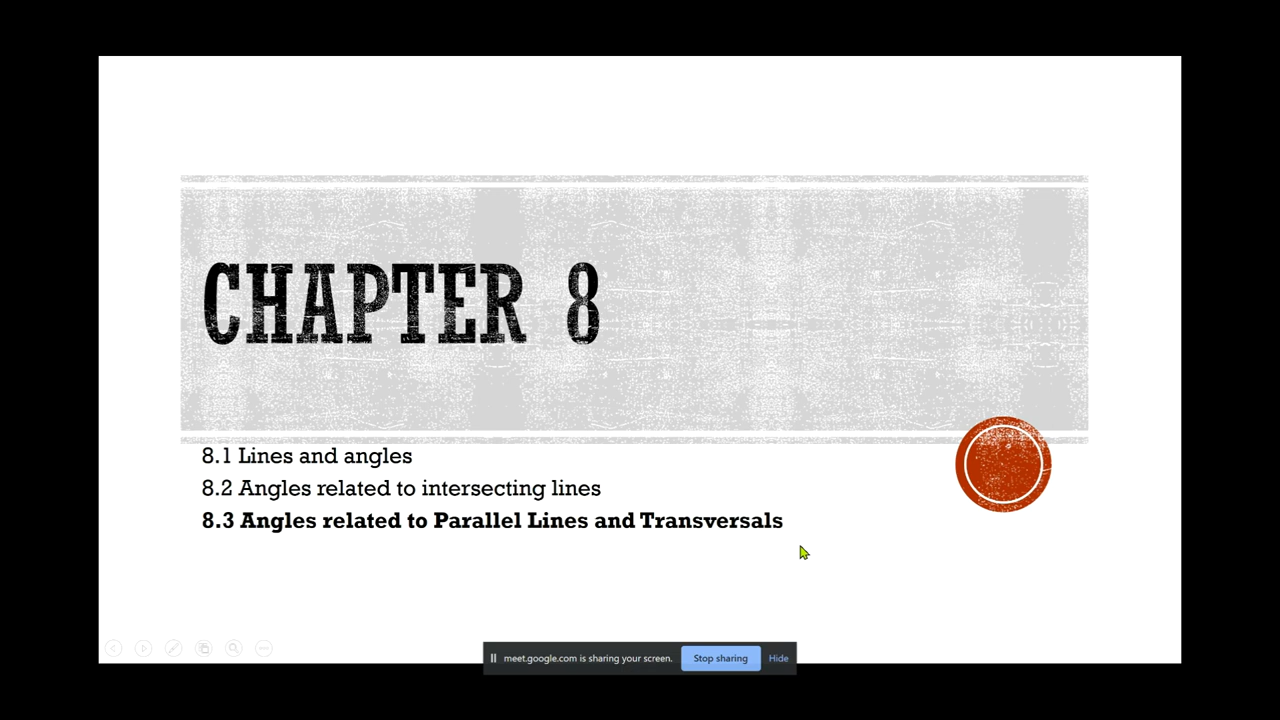 CHAPTER 8
8.1 Lines and angles
8.2 Angles related to intersecting lines
8.3 Angles related to Parallel Lines and Transversals
meet.google.com is sharing your screen. Stop sharing Hide